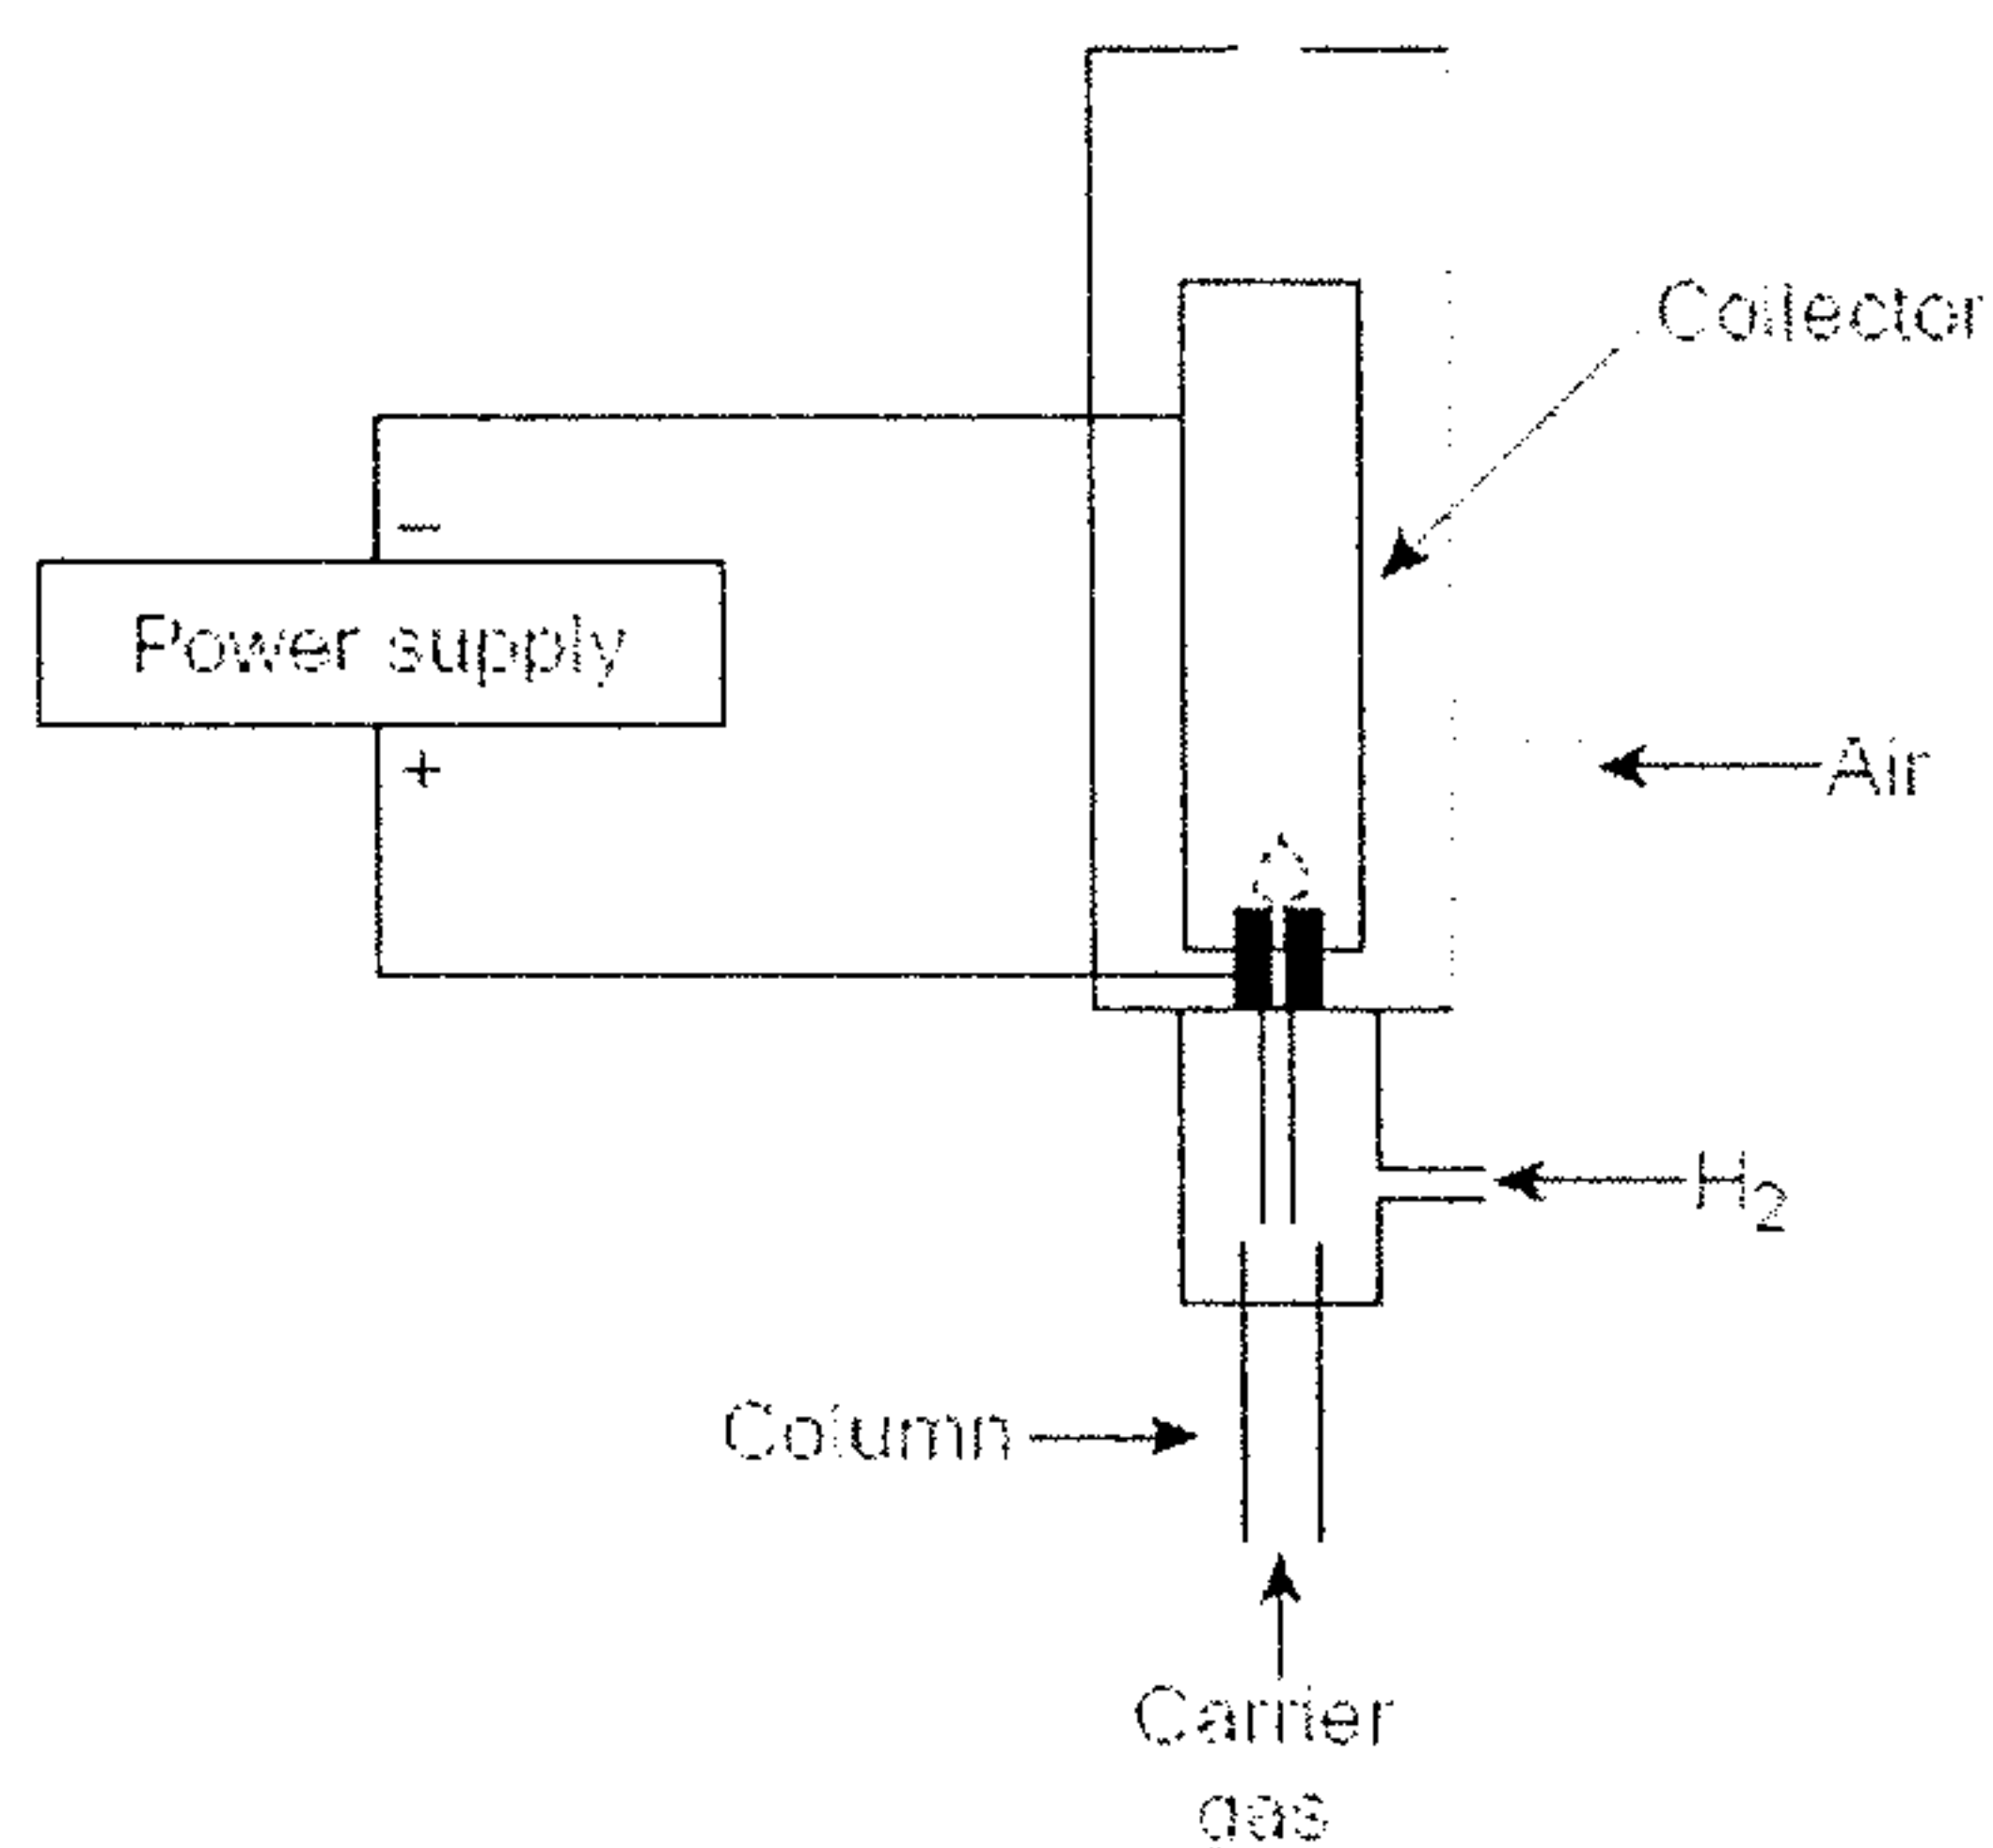 Collector
−
Power supply
+
Air
H2
Column
Carrier
gas